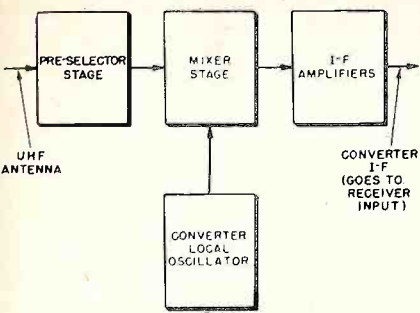 PRE-SELECTOR
STAGE
MIXER
STAGE
I-F
AMPLIFIERS
UHF
ANTENNA
CONVERTER
I-F
(GOES TO
RECEIVER
INPUT)
CONVERTER
LOCAL
OSCILLATOR